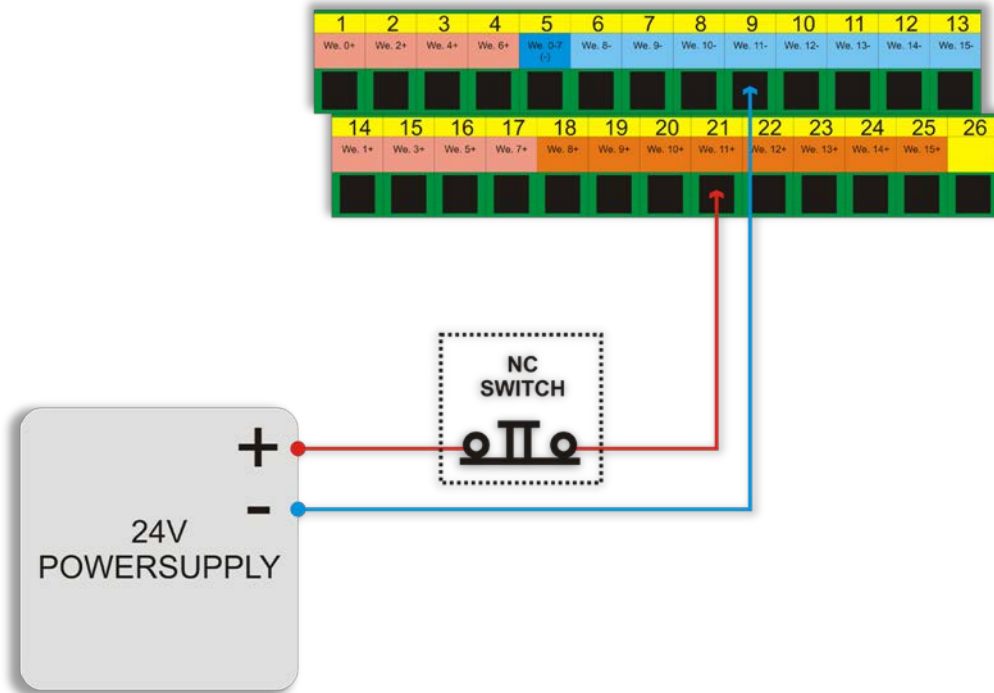 1 2 3 4 5 6 7 8 9 10 11 12 13
We. 0+ We. 2+ We. 4+ We. 6+ We. 0-7 We. 8- We. 9- We. 10- We. 11- We. 12- We. 13- We. 14- We. 15-
(-)
14 15 16 17 18 19 20 21 22 23 24 25 26
We. 1+ We. 3+ We. 5+ We. 7+ We. 8+ We. 9+ We. 10+ We. 11+ We. 12+ We. 13+ We. 14+ We. 15+
NC
SWITCH
+
-
24V
POWERSUPPLY